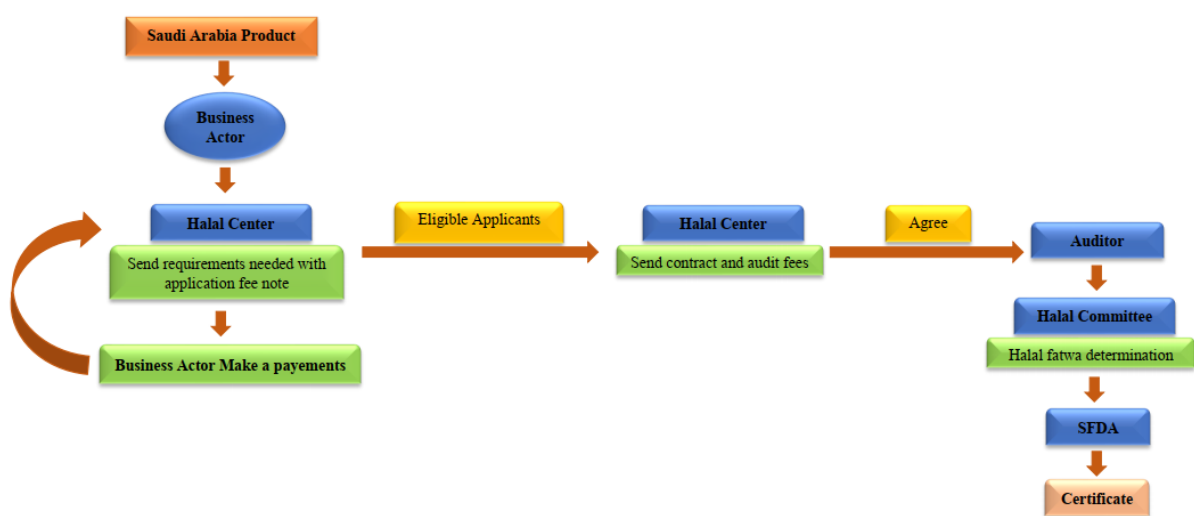 Saudi Arabia Product
Business
Actor
Halal Center
Send requirements needed with
application fee note
Business Actor Make a payements
Eligible Applicants
Halal Center
Send contract and audit fees
Agree
Auditor
Halal Committee
Halal fatwa determination
SFDA
Certificate